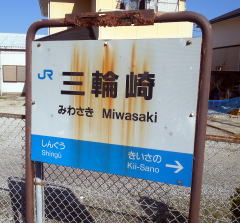 JR 三輪崎
みわさき Miwasaki
しんぐう きいさの
Shingū Kii-Sano →